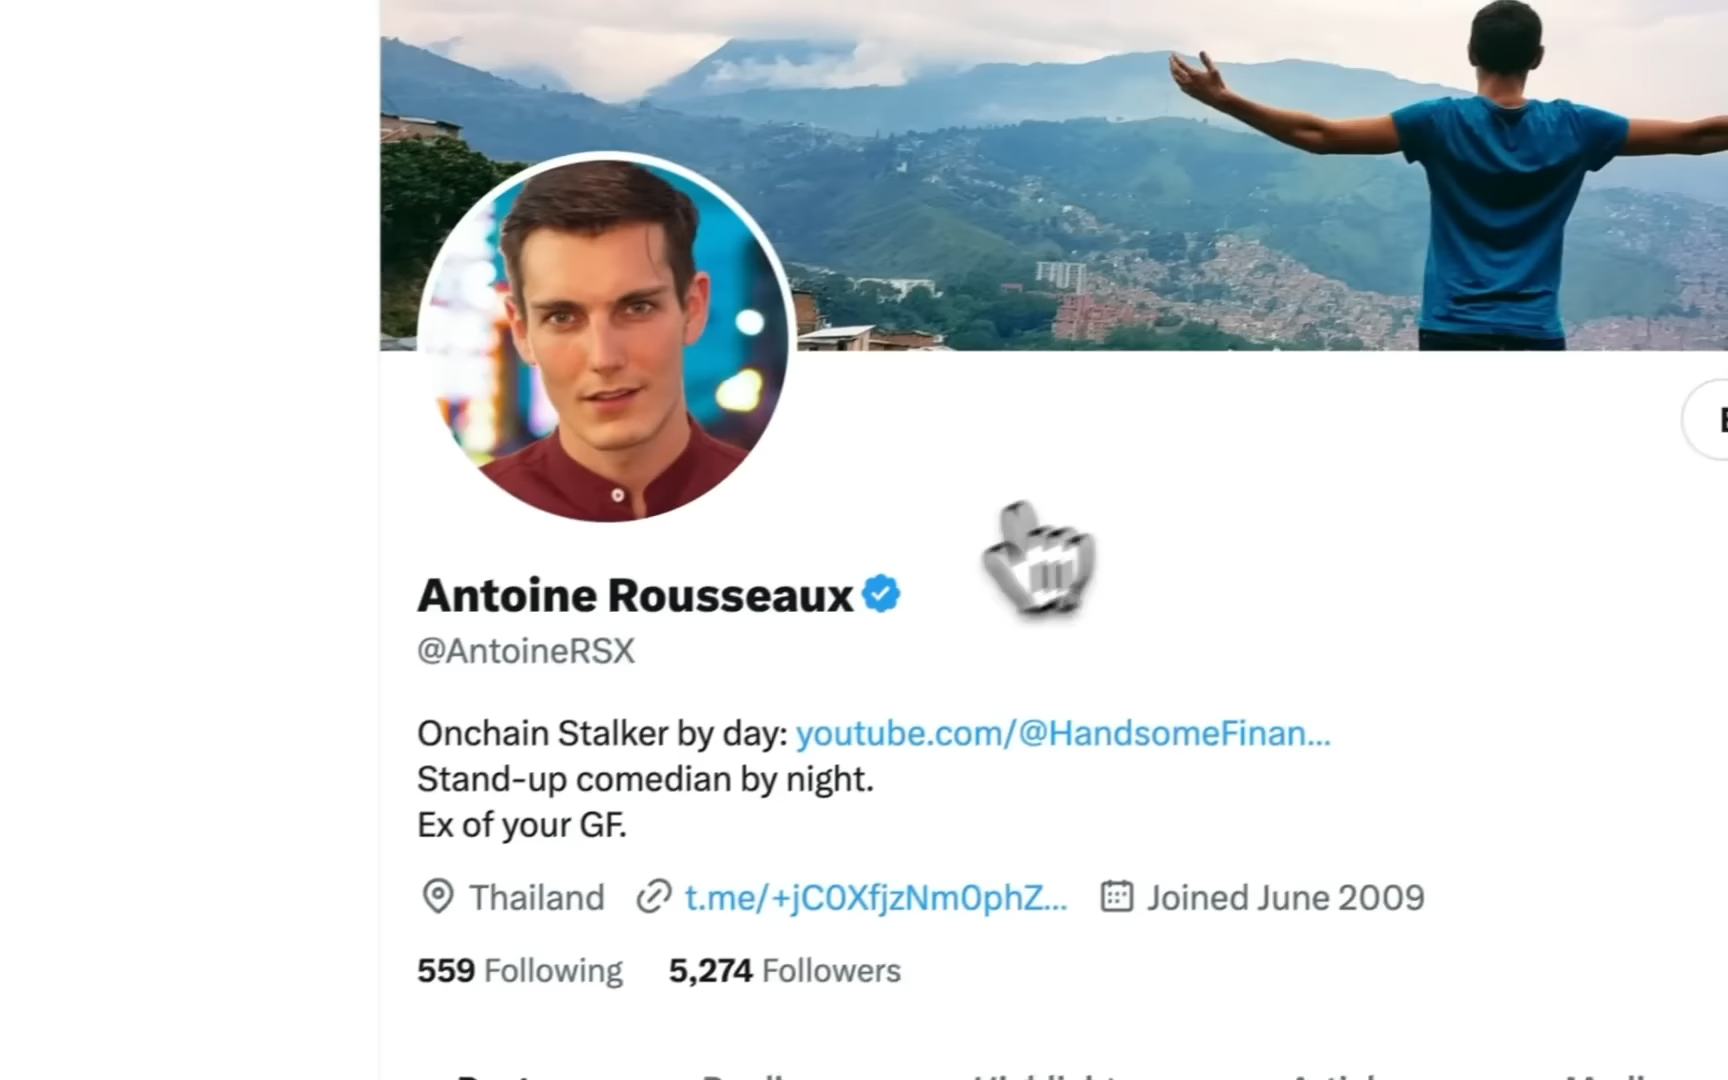 Antoine Rousseaux
@AntoineRSX
Onchain Stalker by day: youtube.com/@HandsomeFinan...
Stand-up comedian by night.
Ex of your GF.
Thailand t.me/+jC0XfjzNm0phZ... Joined June 2009
559 Following 5,274 Followers